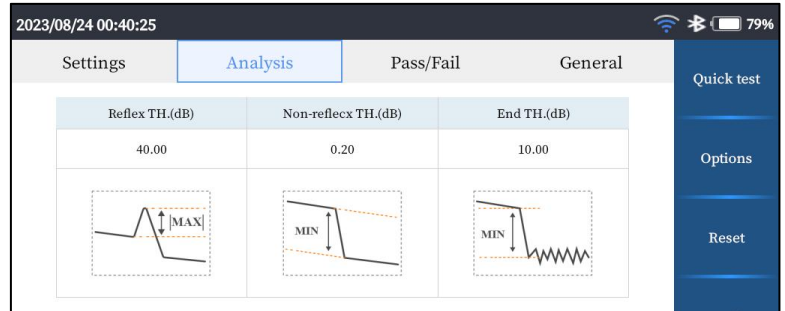 2023/08/24 00:40:25 79%
Settings Analysis Pass/Fail General
Quick test
Reflex TH.(dB) Non-reflecx TH.(dB) End TH.(dB)
40.00 0.20 10.00
Options
|MAX| MIN MIN
Reset